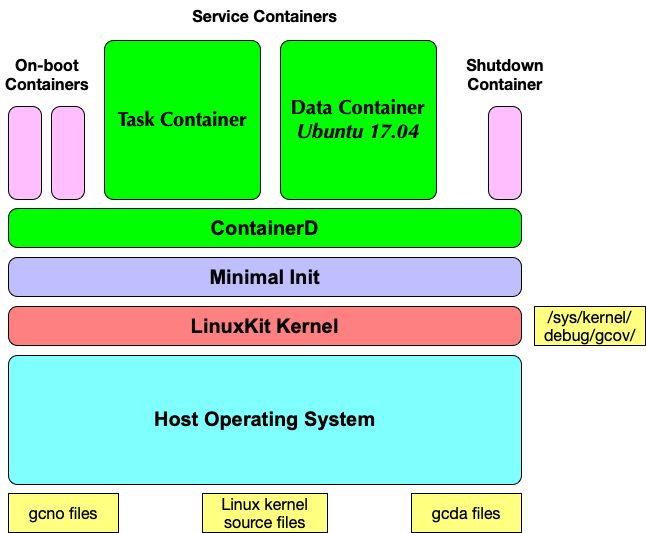 Service Containers
On-boot
Containers
Shutdown
Container
Task Container
Data Container
Ubuntu 17.04
ContainerD
Minimal Init
LinuxKit Kernel
/sys/kernel/
debug/gcov/
Host Operating System
gcno files
Linux kernel
source files
gcda files